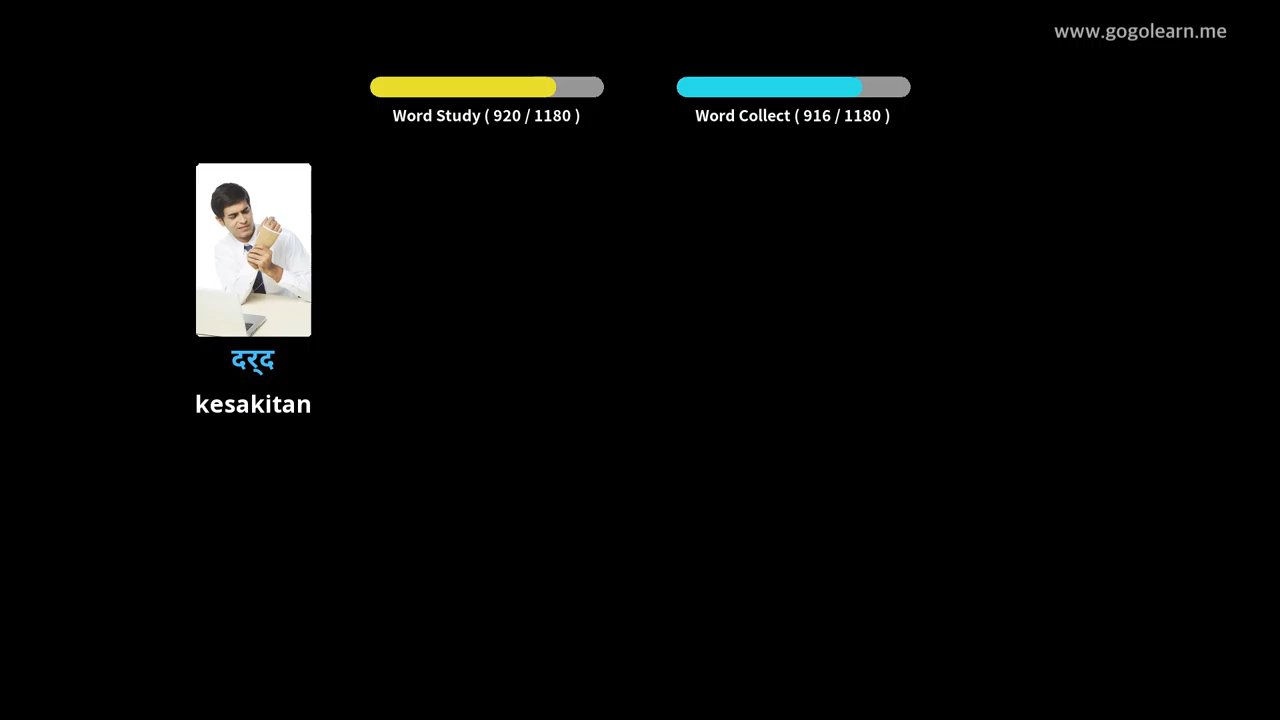 www.gogolearn.me
Word Study ( 920 / 1180 )
Word Collect ( 916 / 1180 )
दर्द
kesakitan